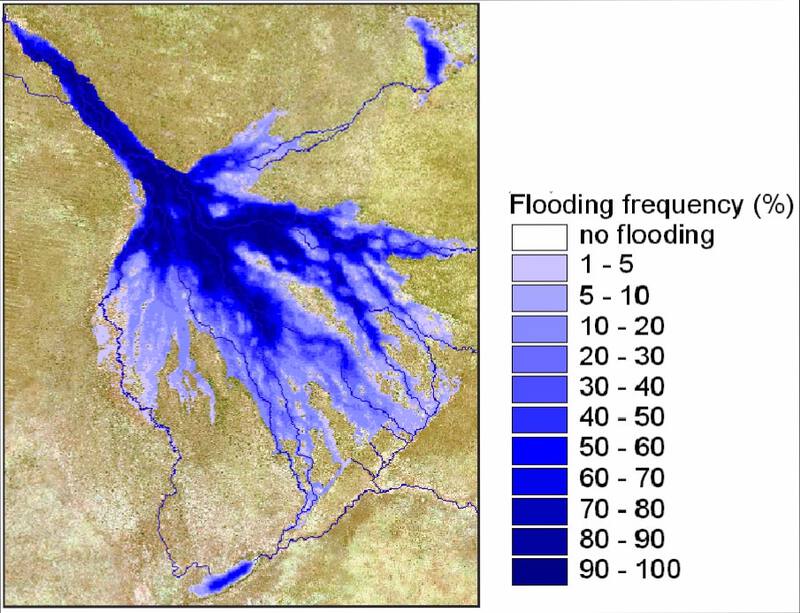 Flooding frequency (%)
no flooding
1 - 5
5 - 10
10 - 20
20 - 30
30 - 40
40 - 50
50 - 60
60 - 70
70 - 80
80 - 90
90 - 100